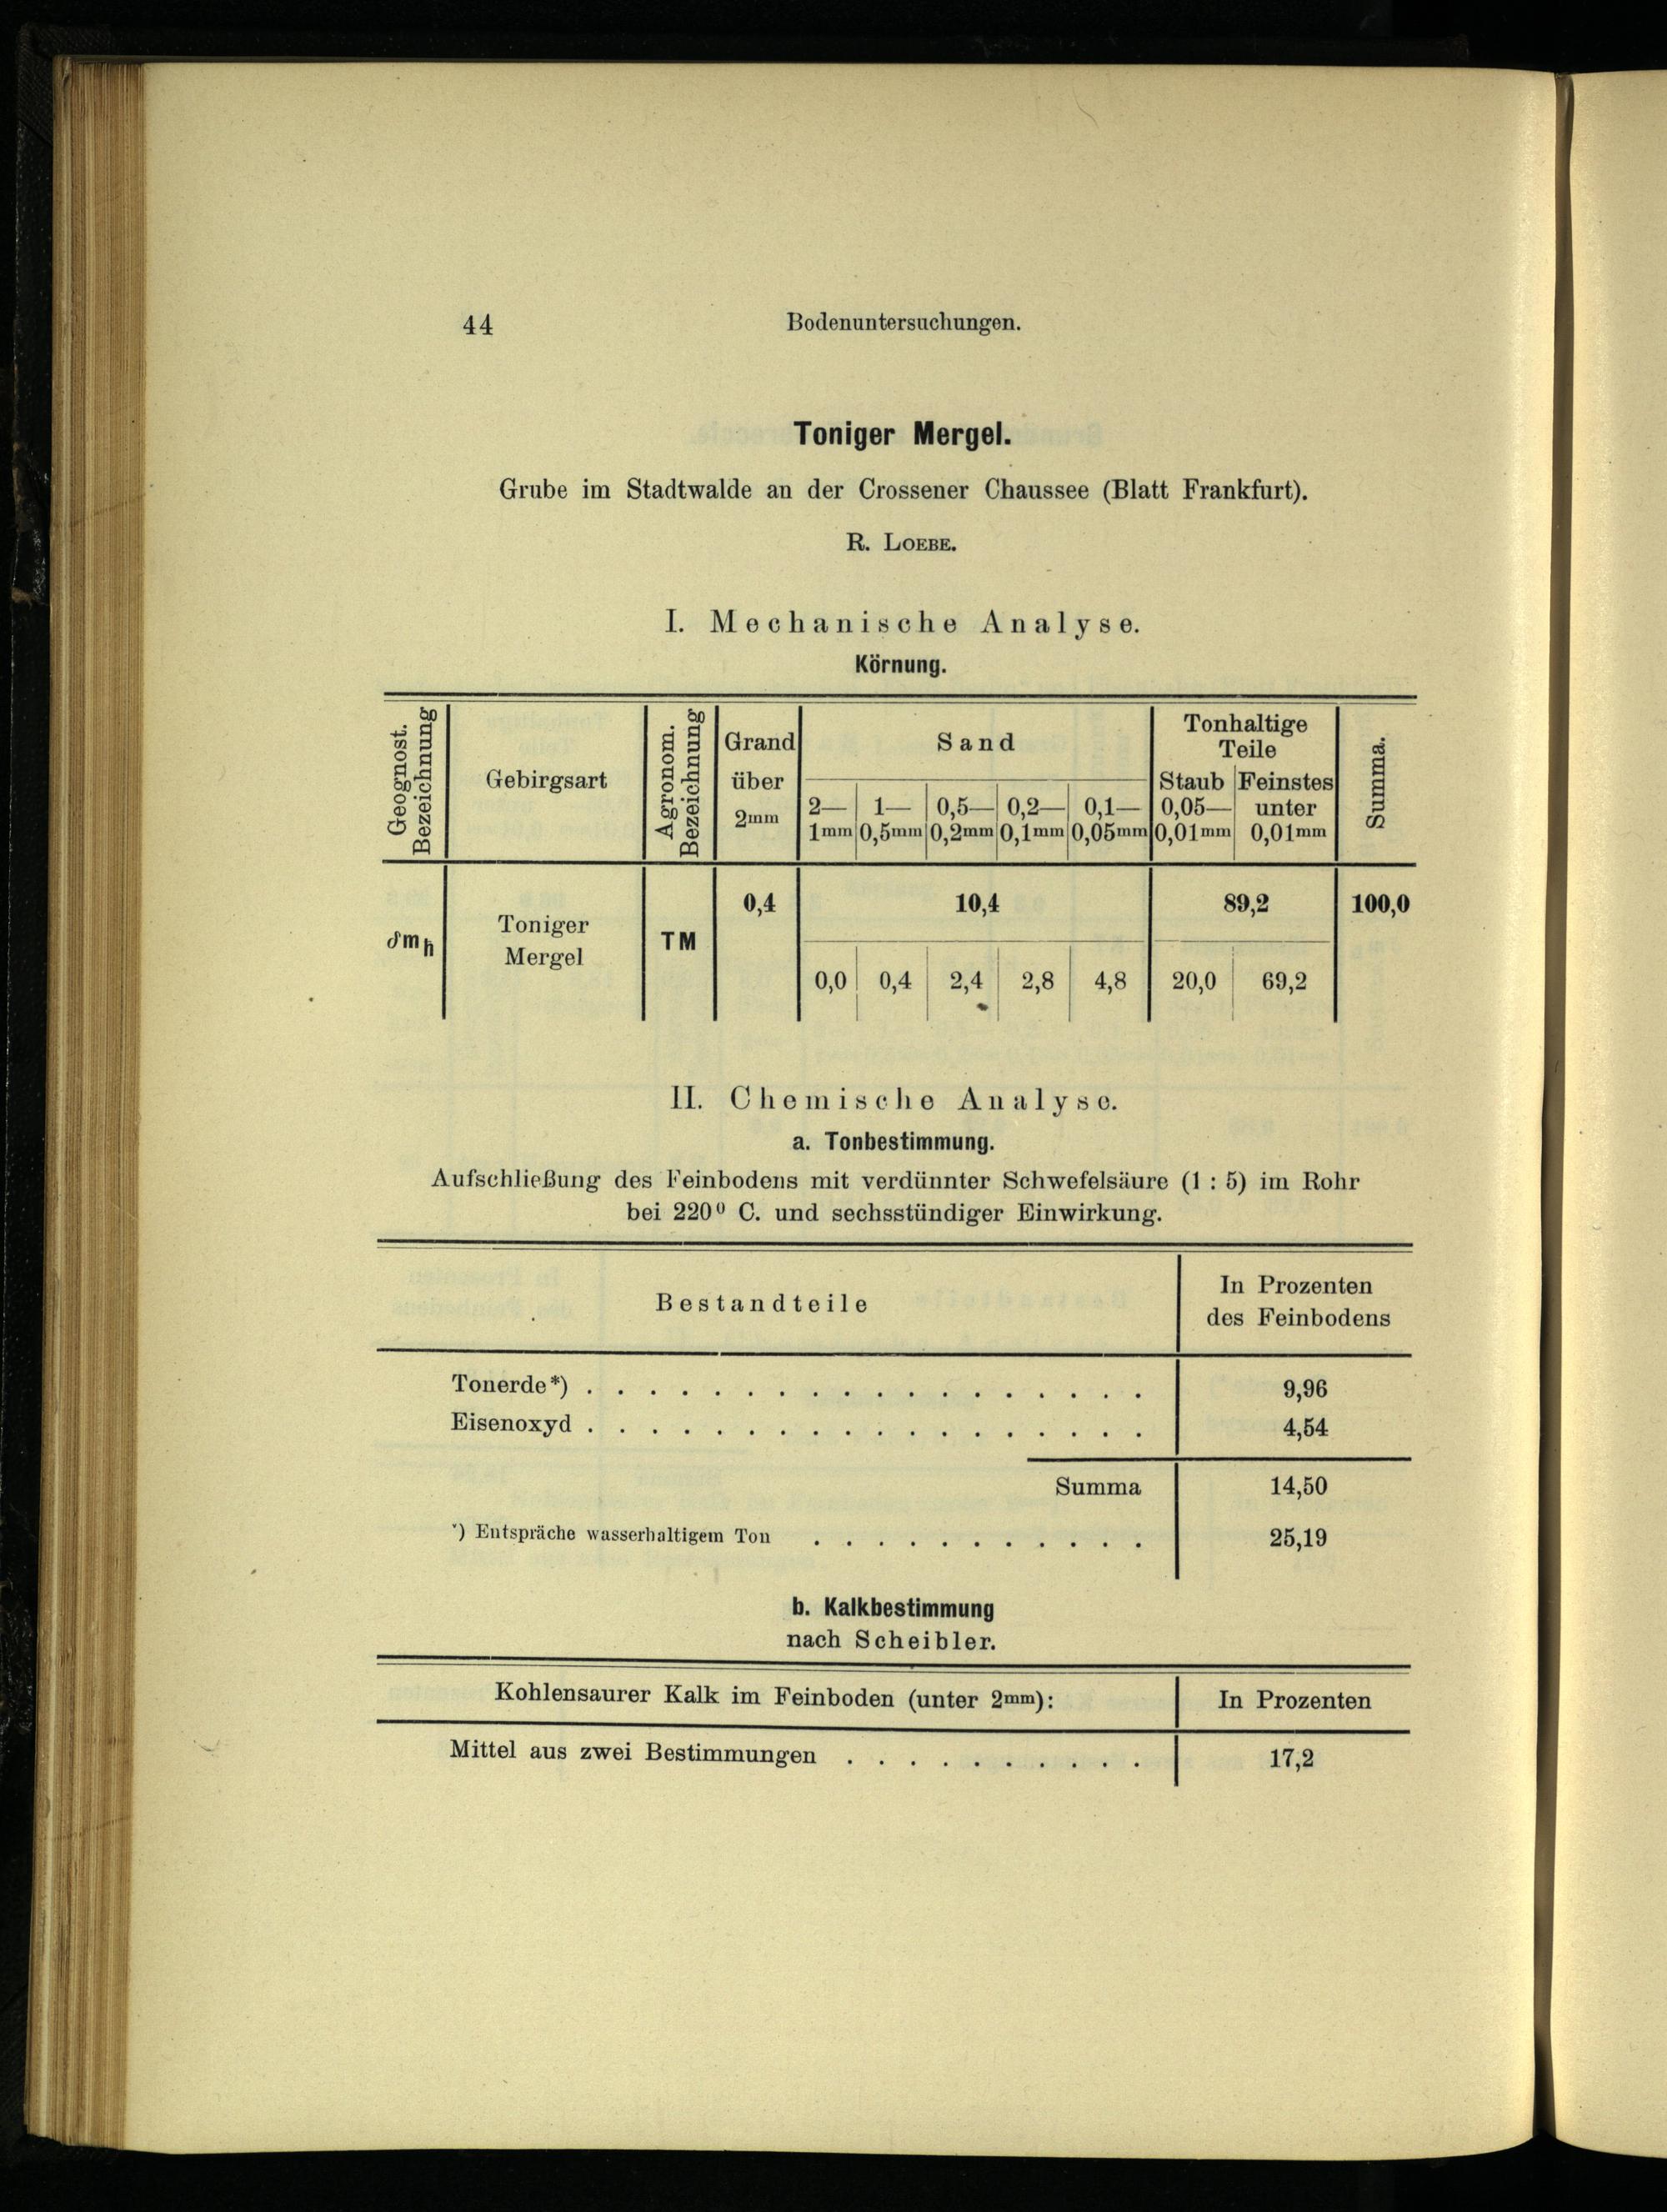 44 Bodenuntersuchungen.
Toniger Mergel.
Grube im Stadtwalde an der Crossener Chaussee (Blatt Frankfurt).
R. LOEBE.
I. Mechanische Analyse.
Körnung.
Geognost. Bezeichnung
Gebirgsart
Agronom. Bezeichnung
Grand über 2mm
Sand
2— 1mm
1— 0,5mm
0,5— 0,2mm
0,2— 0,1mm
0,1— 0,05mm
Tonhaltige Teile
Staub 0,05— 0,01mm
Feinstes unter 0,01mm
Summa.
Toniger Mergel
TM
0,4 10,4 89,2 100,0
0,0 0,4 2,4 2,8 4,8 20,0 69,2
II. Chemische Analyse.
a. Tonbestimmung.
Aufschließung des Feinbodens mit verdünnter Schwefelsäure (1 : 5) im Rohr
bei 220⁰ C. und sechsstündiger Einwirkung.
Bestandteile
In Prozenten
des Feinbodens
Tonerde*) . . . . . . . . . . . . . . . . . . 9,96
Eisenoxyd . . . . . . . . . . . . . . . . . . 4,54
Summa 14,50
*) Entspräche wasserhaltigem Ton . . . . . . . . . . . 25,19
b. Kalkbestimmung
nach Scheibler.
Kohlensaurer Kalk im Feinboden (unter 2mm): In Prozenten
Mittel aus zwei Bestimmungen . . . . . . . . . . 17,2